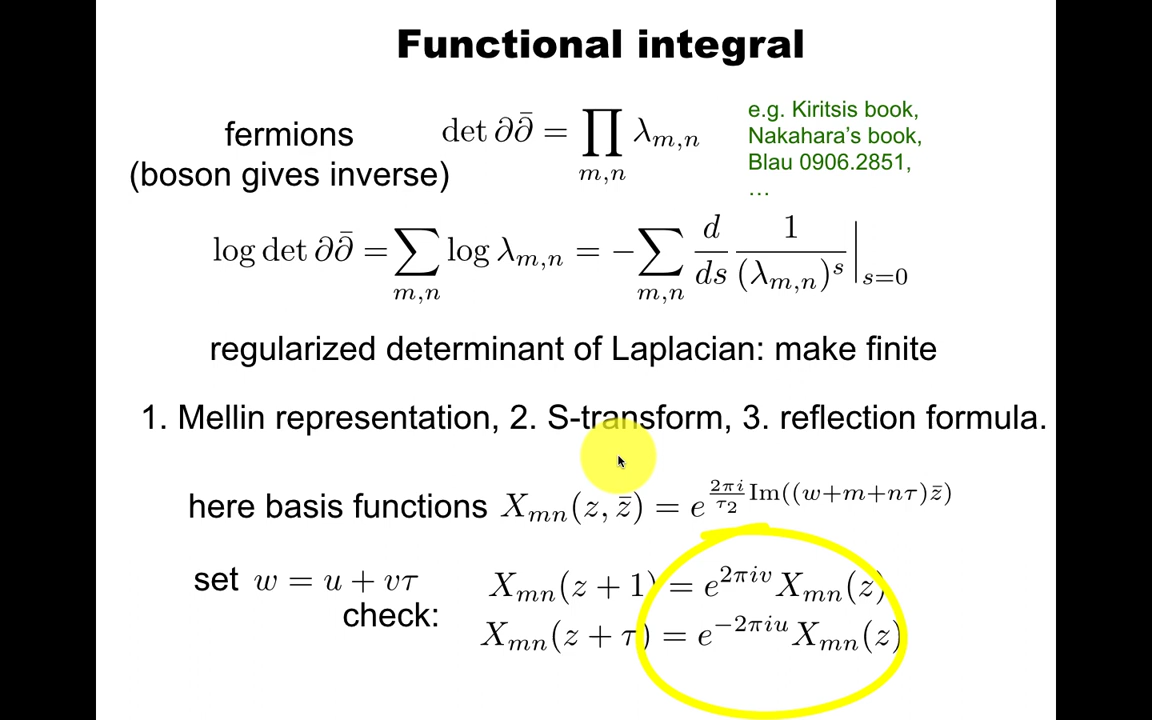 Functional integral
fermions
(boson gives inverse)
det ∂∂̄ = ∏_{m,n} λ_{m,n}
e.g. Kiritsis book,
Nakahara's book,
Blau 0906.2851,
…
log det ∂∂̄ = ∑_{m,n} log λ_{m,n} = −∑_{m,n} d/ds 1/(λ_{m,n})^s |_{s=0}
regularized determinant of Laplacian: make finite
1. Mellin representation, 2. S-transform, 3. reflection formula.
here basis functions X_{mn}(z, z̄) = e^{2πi/τ_2 Im((w+m+nτ)z̄)}
set w = u + vτ
X_{mn}(z + 1) = e^{2πiv} X_{mn}(z)
check:
X_{mn}(z + τ) = e^{−2πiu} X_{mn}(z)